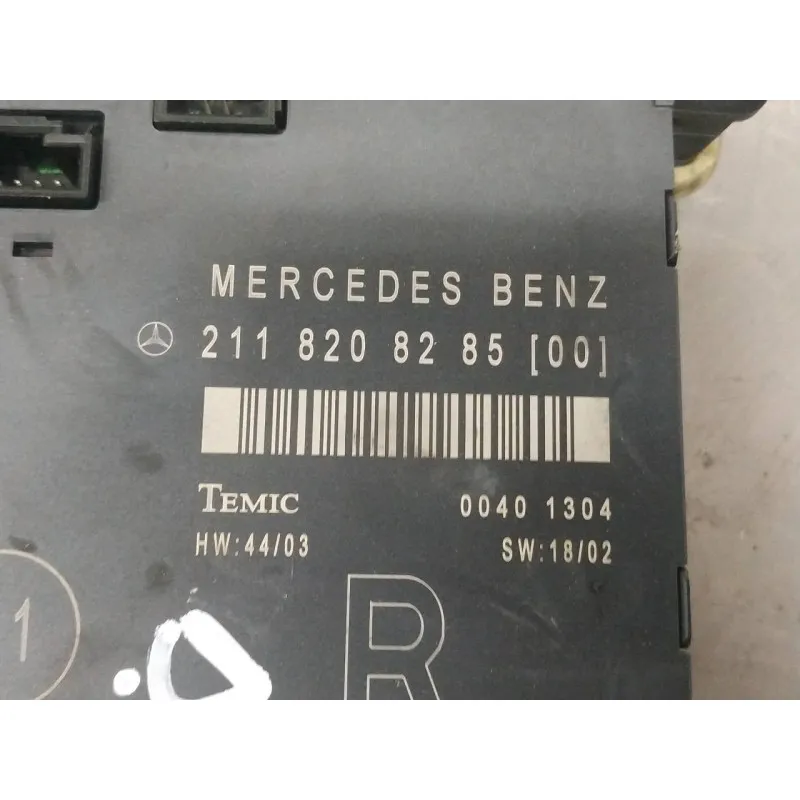 MERCEDES BENZ
211 820 82 85 [00]
TEMIC 0040 1304
HW:44/03 SW:18/02
1
R